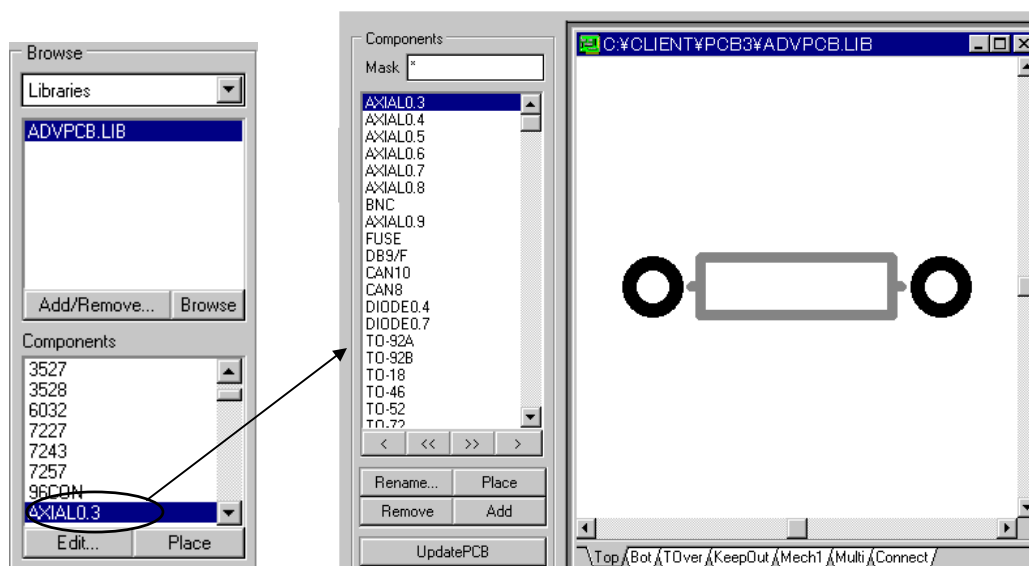 Browse
Libraries
ADVPCB.LIB
Add/Remove... Browse
Components
3527
3528
6032
7227
7243
7257
96CON
AXIAL0.3
Edit... Place
Components
Mask *
AXIAL0.3
AXIAL0.4
AXIAL0.5
AXIAL0.6
AXIAL0.7
AXIAL0.8
BNC
AXIAL0.9
FUSE
DB9/F
CAN10
CAN8
DIODE0.4
DIODE0.7
TO-92A
TO-92B
TO-18
TO-46
TO-52
TO-72
< << >> >
Rename... Place
Remove Add
UpdatePCB
C:¥CLIENT¥PCB3¥ADVPCB.LIB
Top Bot TOver KeepOut Mech1 Multi Connect